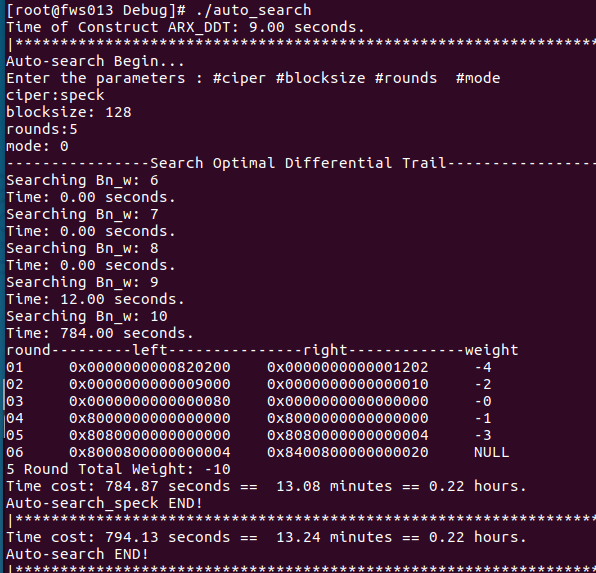 [root@fws013 Debug]# ./auto_search
Time of Construct ARX_DDT: 9.00 seconds.
|*****************************************************************
Auto-search Begin...
Enter the parameters : #ciper #blocksize #rounds  #mode
ciper:speck
blocksize: 128
rounds:5
mode: 0
----------------Search Optimal Differential Trail-----------------
Searching Bn_w: 6
Time: 0.00 seconds.
Searching Bn_w: 7
Time: 0.00 seconds.
Searching Bn_w: 8
Time: 0.00 seconds.
Searching Bn_w: 9
Time: 12.00 seconds.
Searching Bn_w: 10
Time: 784.00 seconds.
round---------left---------------right-------------weight
01     0x0000000000820200    0x0000000000001202     -4
02     0x0000000000009000    0x0000000000000010     -2
03     0x0000000000000080    0x0000000000000000     -0
04     0x8000000000000000    0x8000000000000000     -1
05     0x8080000000000000    0x8080000000000004     -3
06     0x8000800000000004    0x8400800000000020     NULL
5 Round Total Weight: -10
Time cost: 784.87 seconds ==  13.08 minutes == 0.22 hours.
Auto-search_speck END!
|*****************************************************************
Time cost: 794.13 seconds ==  13.24 minutes == 0.22 hours.
Auto-search END!
|*****************************************************************